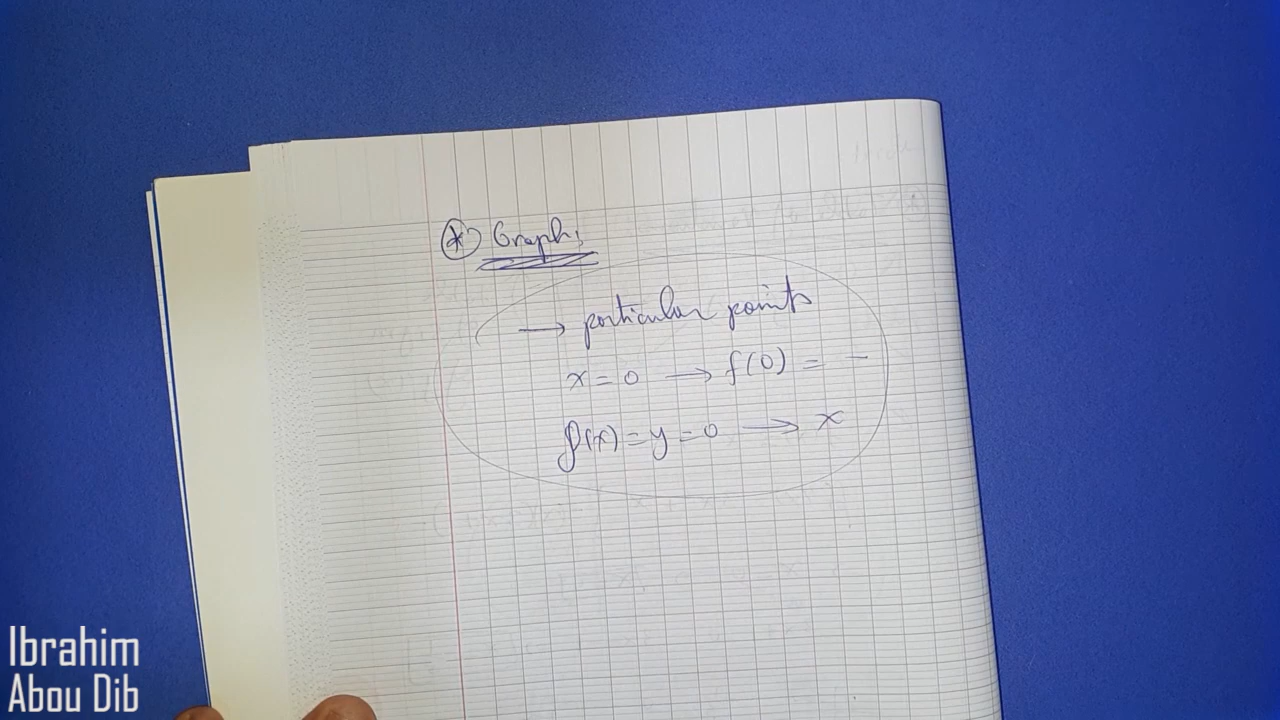 *) Graph:
→ particular points
x = 0 → f(0) = –
f(x) = y = 0 → x
Ibrahim
Abou Dib